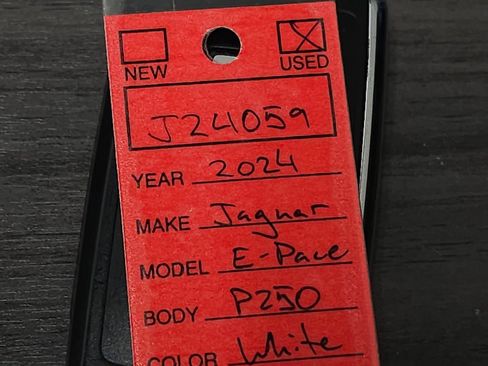 NEW USED
J24059
YEAR 2024
MAKE Jaguar
MODEL E-Pace
BODY P250
COLOR White